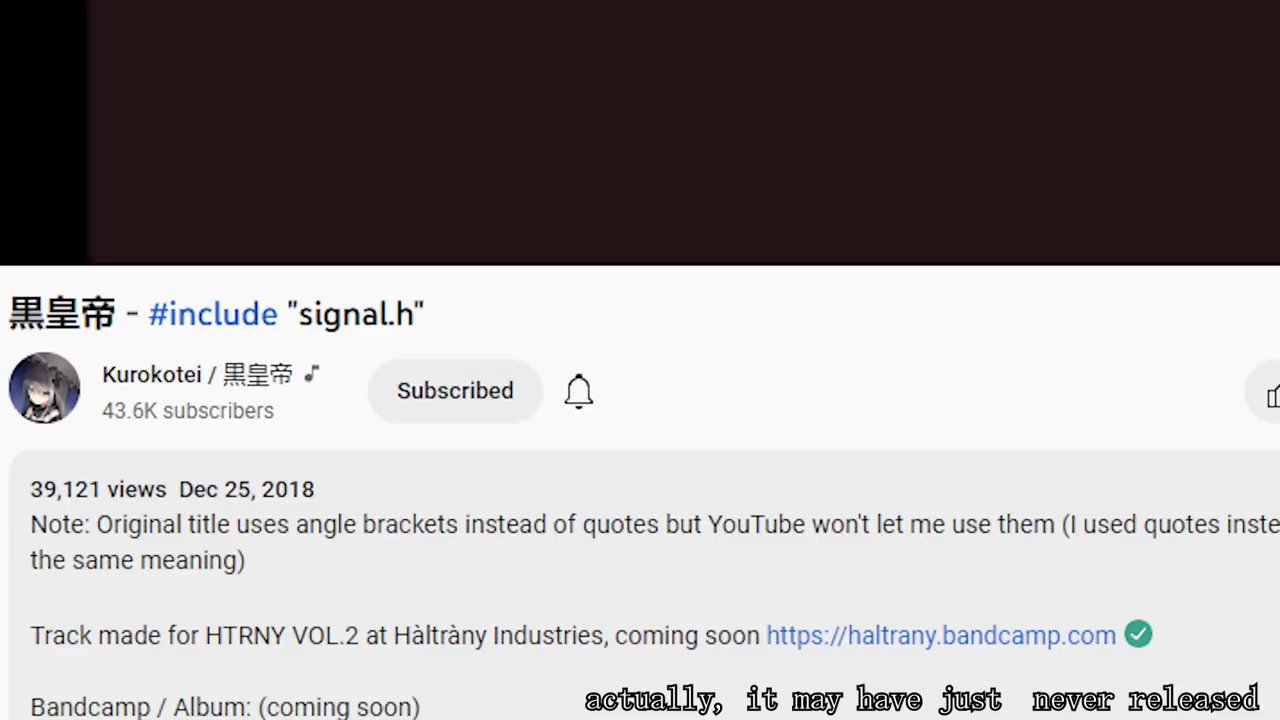 黒皇帝 - #include "signal.h"
Kurokotei / 黒皇帝
Subscribed
43.6K subscribers
39,121 views Dec 25, 2018
Note: Original title uses angle brackets instead of quotes but YouTube won't let me use them (I used quotes inste
the same meaning)
Track made for HTRNY VOL.2 at Hàltràny Industries, coming soon https://haltrany.bandcamp.com
Bandcamp / Album: (coming soon)
actually, it may have just never released